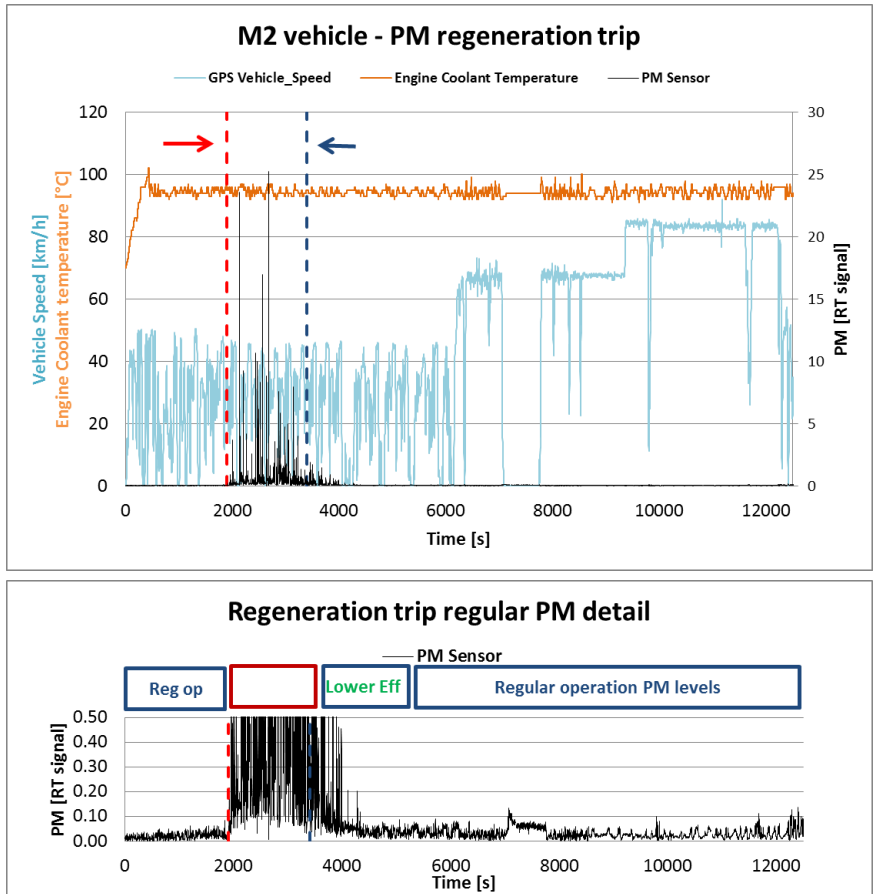 M2 vehicle - PM regeneration trip
GPS Vehicle_Speed Engine Coolant Temperature PM Sensor
Vehicle Speed [km/h]
Engine Coolant temperature [°C]
120
100
80
60
40
20
0
30
25
20
15
10
5
0
PM [RT signal]
0 2000 4000 6000 8000 10000 12000
Time [s]
Regeneration trip regular PM detail
PM Sensor
Reg op Lower Eff Regular operation PM levels
PM [RT signal]
0.50
0.40
0.30
0.20
0.10
0.00
0 2000 4000 6000 8000 10000 12000
Time [s]